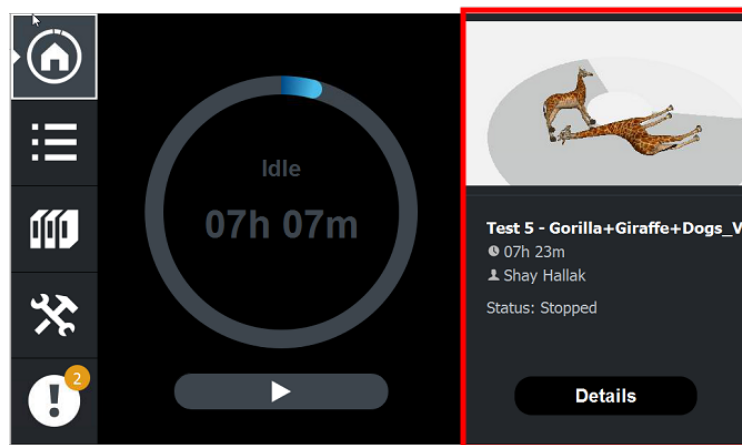 Idle
07h 07m
2
Test 5 - Gorilla+Giraffe+Dogs_V
07h 23m
Shay Hallak
Status: Stopped
Details